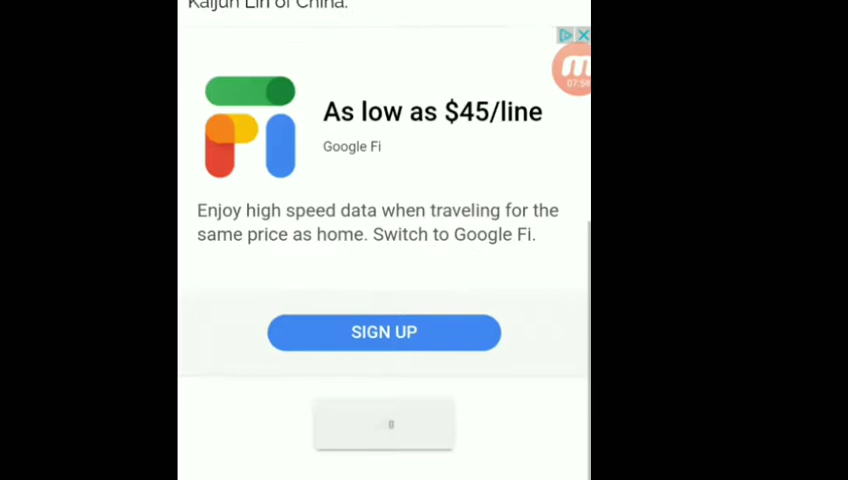 Kaijun Lin of China.
As low as $45/line
Google Fi
Enjoy high speed data when traveling for the
same price as home. Switch to Google Fi.
SIGN UP
0